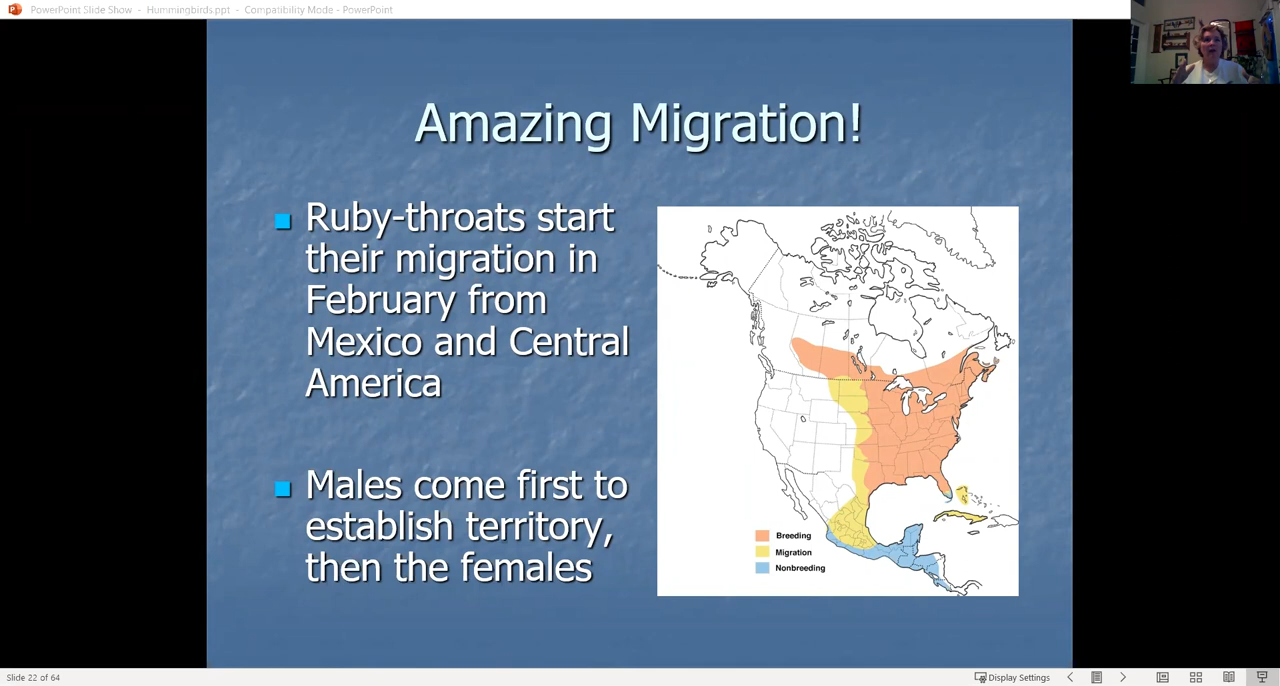 PowerPoint Slide Show - Hummingbirds.ppt - Compatibility Mode - PowerPoint
Amazing Migration!
Ruby-throats start
their migration in
February from
Mexico and Central
America
Males come first to
establish territory,
then the females
Breeding
Migration
Nonbreeding
Slide 22 of 64
Display Settings